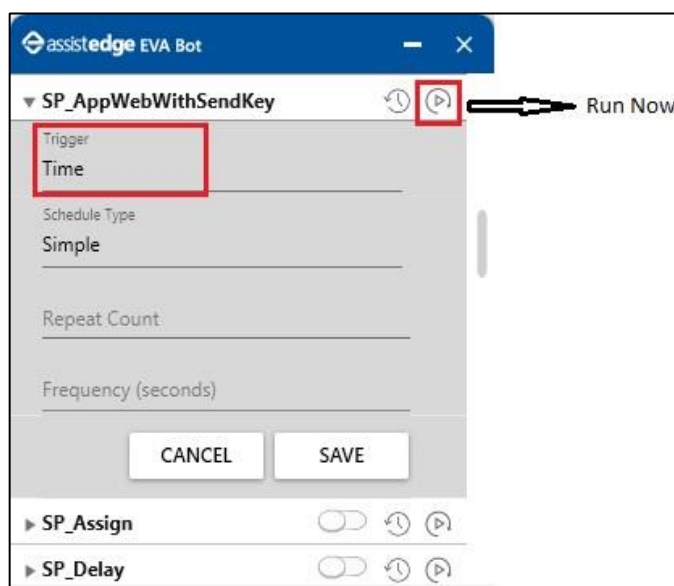 assistedge EVA Bot
SP_AppWebWithSendKey
Run Now
Trigger
Time
Schedule Type
Simple
Repeat Count
Frequency (seconds)
CANCEL SAVE
SP_Assign
SP_Delay